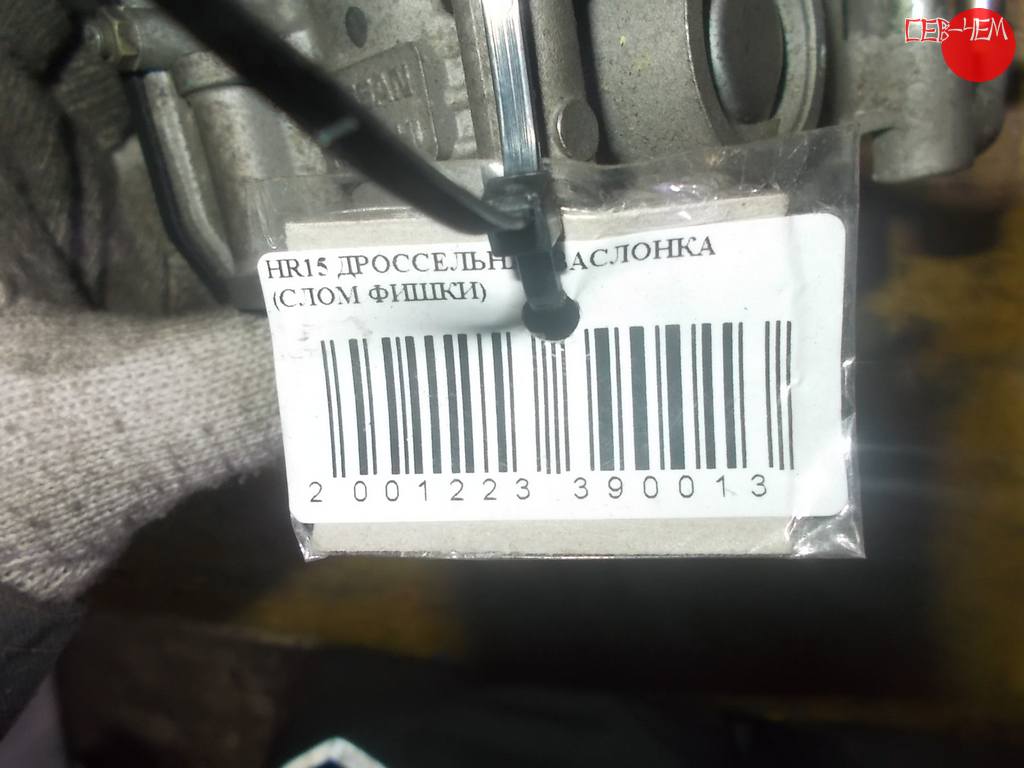 СЕВ-ЧЕМ
HR15 ДРОССЕЛЬН ЗАСЛОНКА
(СЛОМ ФИШКИ)
2 001223 390013